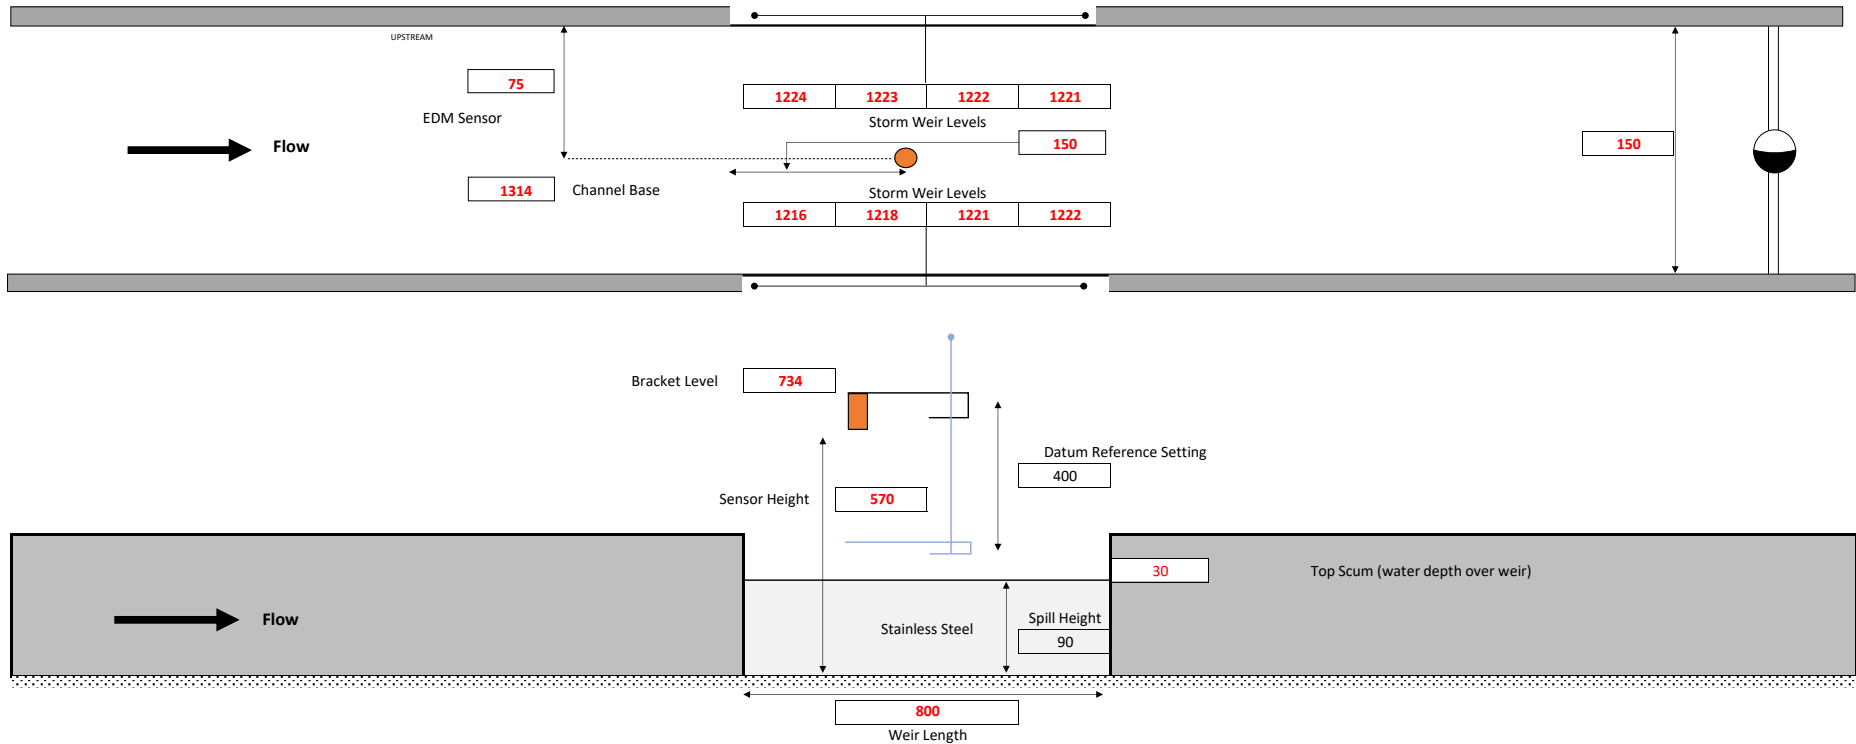 UPSTREAM
75
1224 1223 1222 1221
EDM Sensor
Storm Weir Levels
Flow
150
150
1314
Channel Base
Storm Weir Levels
1216 1218 1221 1222
Bracket Level
734
Datum Reference Setting
400
Sensor Height
570
30
Top Scum (water depth over weir)
Flow
Stainless Steel
Spill Height
90
800
Weir Length